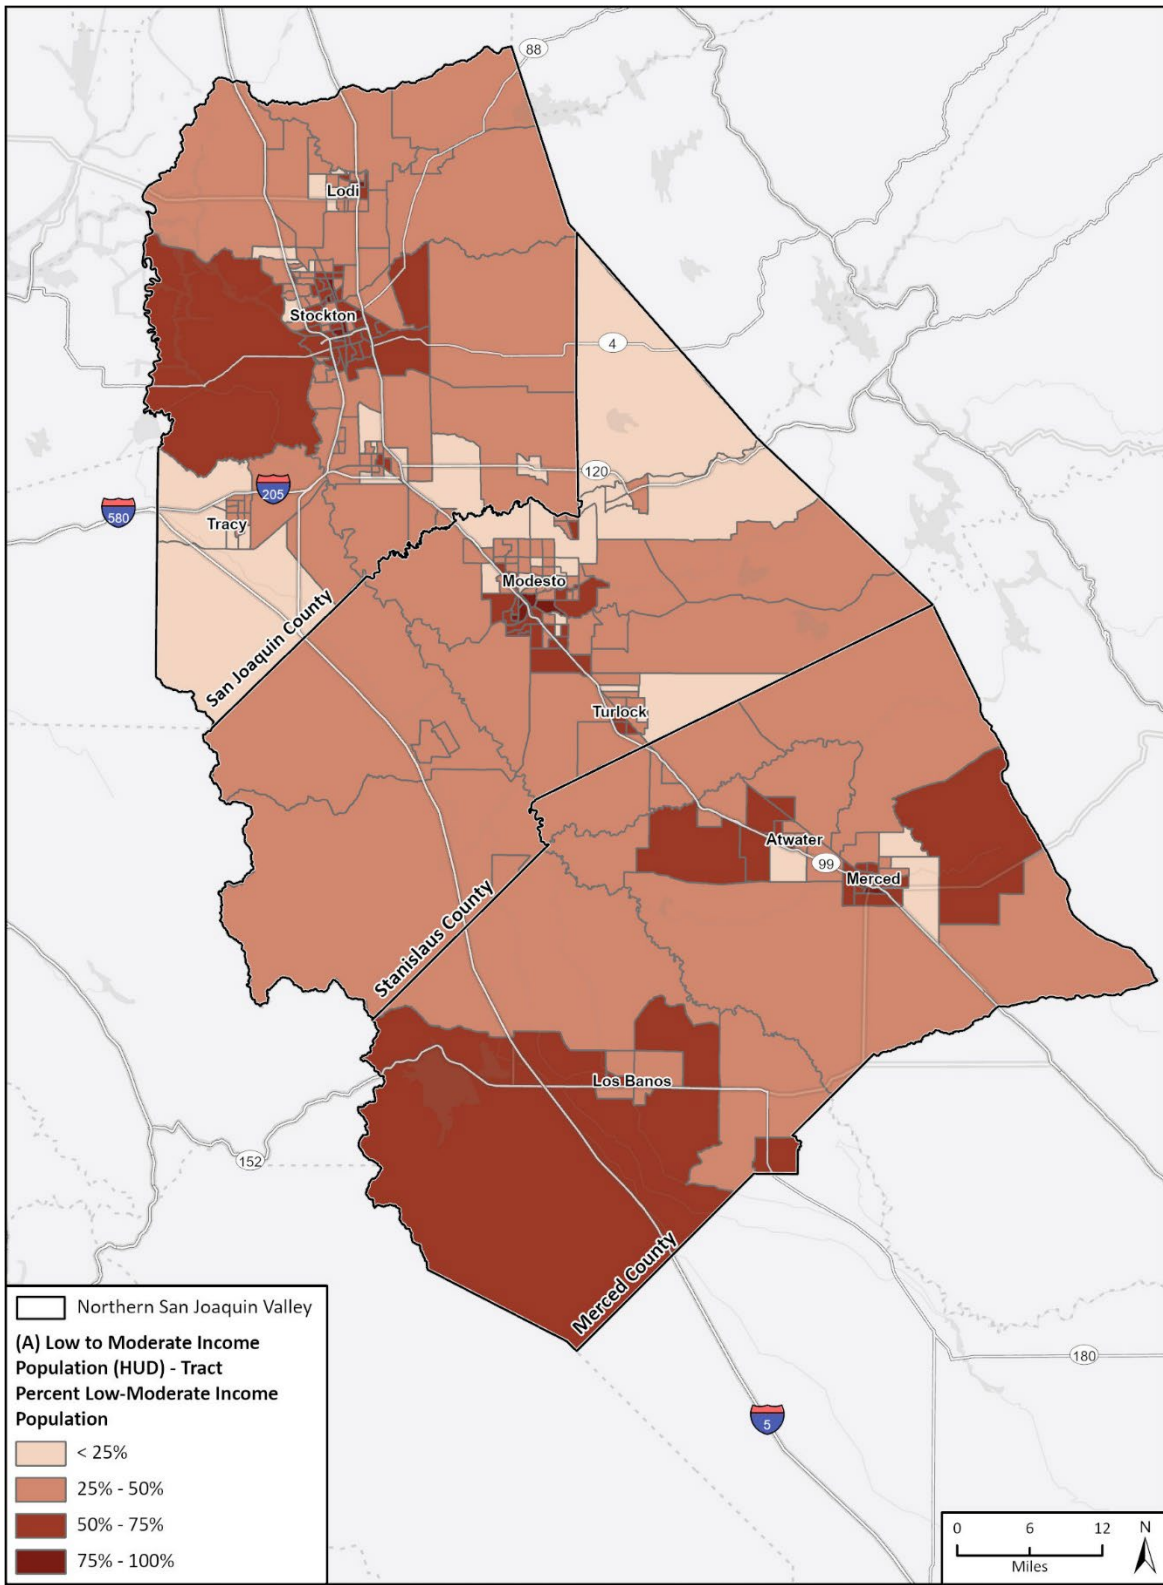 88
Lodi
Stockton
4
120
205
580
Tracy
Modesto
San Joaquin County
Turlock
Atwater
99
Merced
Stanislaus County
Los Banos
152
Merced County
Northern San Joaquin Valley
(A) Low to Moderate Income
Population (HUD) - Tract
Percent Low-Moderate Income
Population
< 25%
25% - 50%
50% - 75%
75% - 100%
180
5
0 6 12
Miles
N